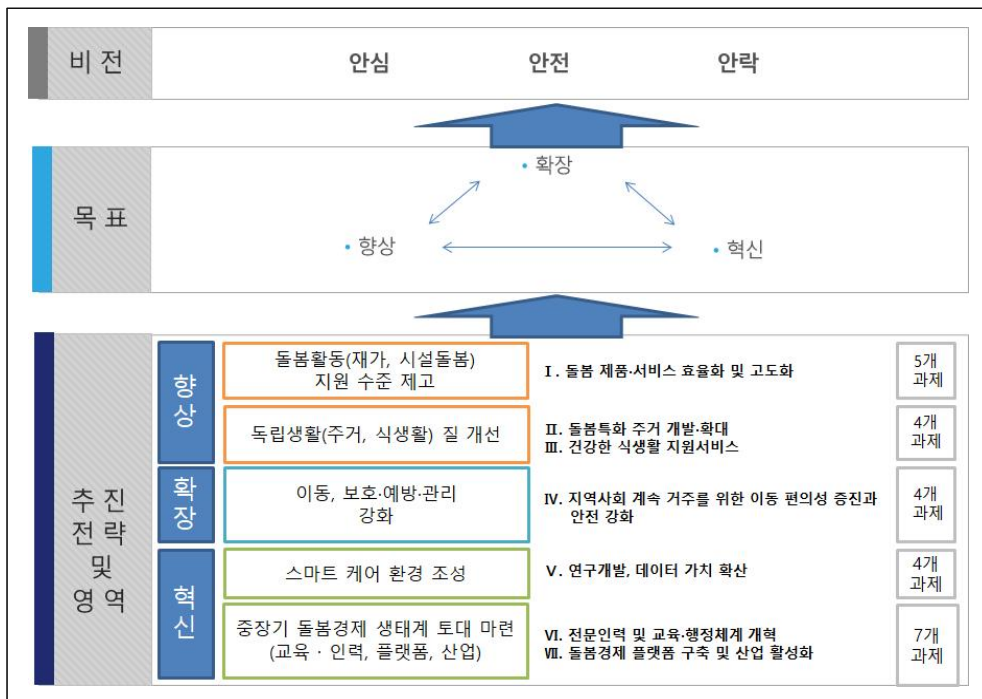 비 전
안심 안전 안락
목 표
• 확장
• 향상
• 혁신
추 진
전 략
및
영 역
향
상
돌봄활동(재가, 시설돌봄)
지원 수준 제고
Ⅰ. 돌봄 제품·서비스 효율화 및 고도화
5개
과제
독립생활(주거, 식생활) 질 개선
Ⅱ. 돌봄특화 주거 개발·확대
Ⅲ. 건강한 식생활 지원서비스
4개
과제
확
장
이동, 보호·예방·관리
강화
Ⅳ. 지역사회 계속 거주를 위한 이동 편의성 증진과
안전 강화
4개
과제
혁
신
스마트 케어 환경 조성
Ⅴ. 연구개발, 데이터 가치 확산
4개
과제
중장기 돌봄경제 생태계 토대 마련
(교육 · 인력, 플랫폼, 산업)
Ⅵ. 전문인력 및 교육·행정체계 개혁
Ⅶ. 돌봄경제 플랫폼 구축 및 산업 활성화
7개
과제